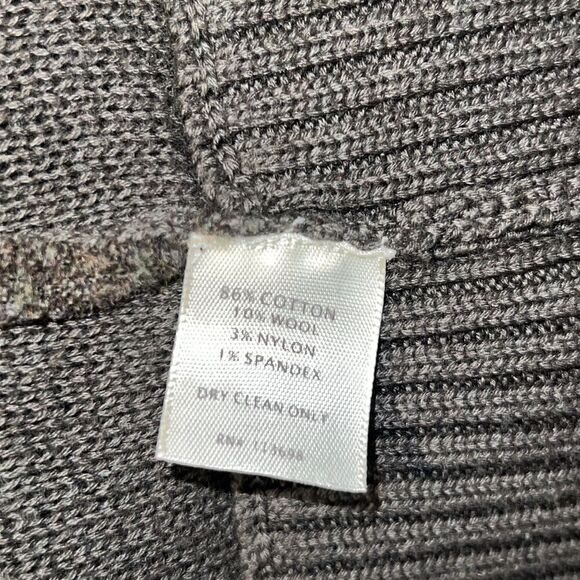 86% COTTON
10% WOOL
3% NYLON
1% SPANDEX
DRY CLEAN ONLY
RN#